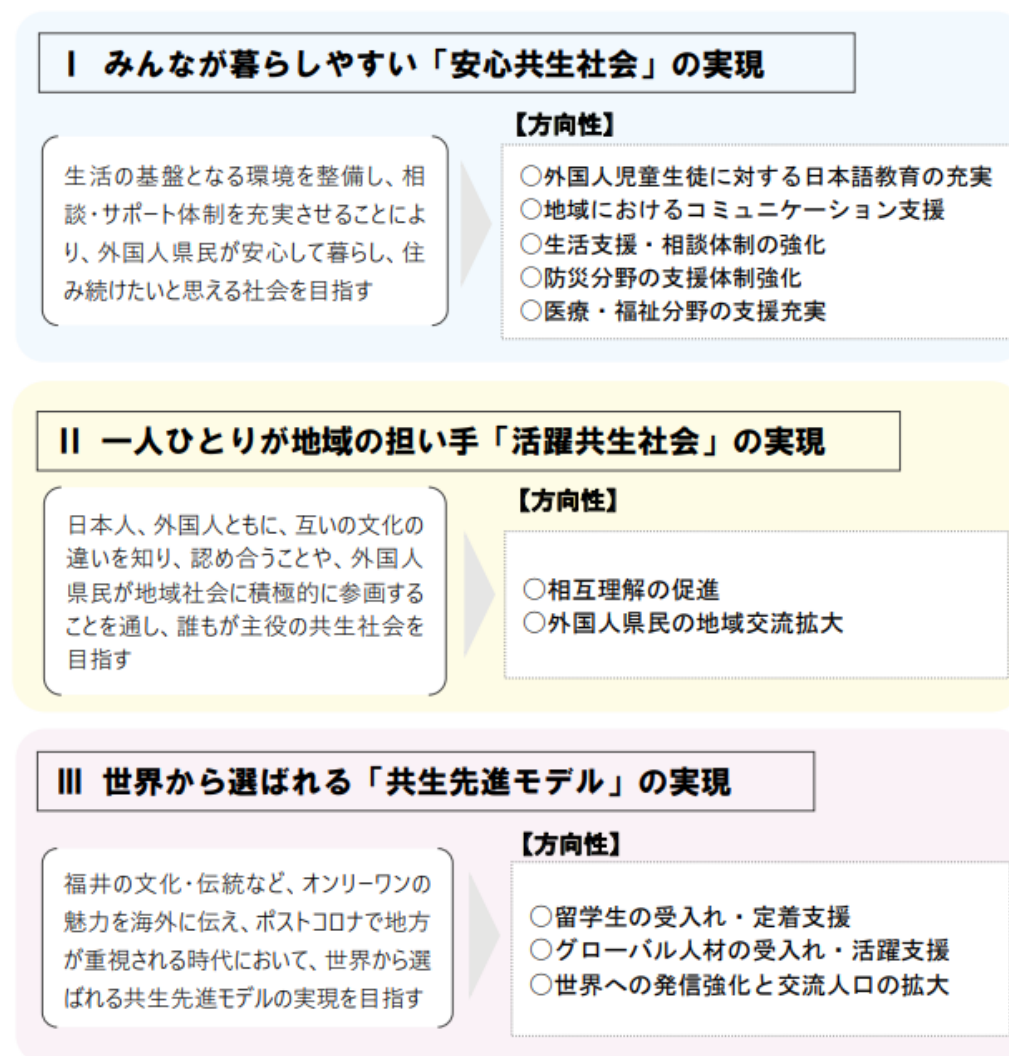 Ⅰ みんなが暮らしやすい「安心共生社会」の実現
生活の基盤となる環境を整備し、相
談・サポート体制を充実させることによ
り、外国人県民が安心して暮らし、住
み続けたいと思える社会を目指す
【方向性】
○外国人児童生徒に対する日本語教育の充実
○地域におけるコミュニケーション支援
○生活支援・相談体制の強化
○防災分野の支援体制強化
○医療・福祉分野の支援充実
Ⅱ 一人ひとりが地域の担い手「活躍共生社会」の実現
日本人、外国人ともに、互いの文化の
違いを知り、認め合うことや、外国人
県民が地域社会に積極的に参画する
ことを通し、誰もが主役の共生社会を
目指す
【方向性】
○相互理解の促進
○外国人県民の地域交流拡大
Ⅲ 世界から選ばれる「共生先進モデル」の実現
福井の文化・伝統など、オンリーワンの
魅力を海外に伝え、ポストコロナで地方
が重視される時代において、世界から選
ばれる共生先進モデルの実現を目指す
【方向性】
○留学生の受入れ・定着支援
○グローバル人材の受入れ・活躍支援
○世界への発信強化と交流人口の拡大